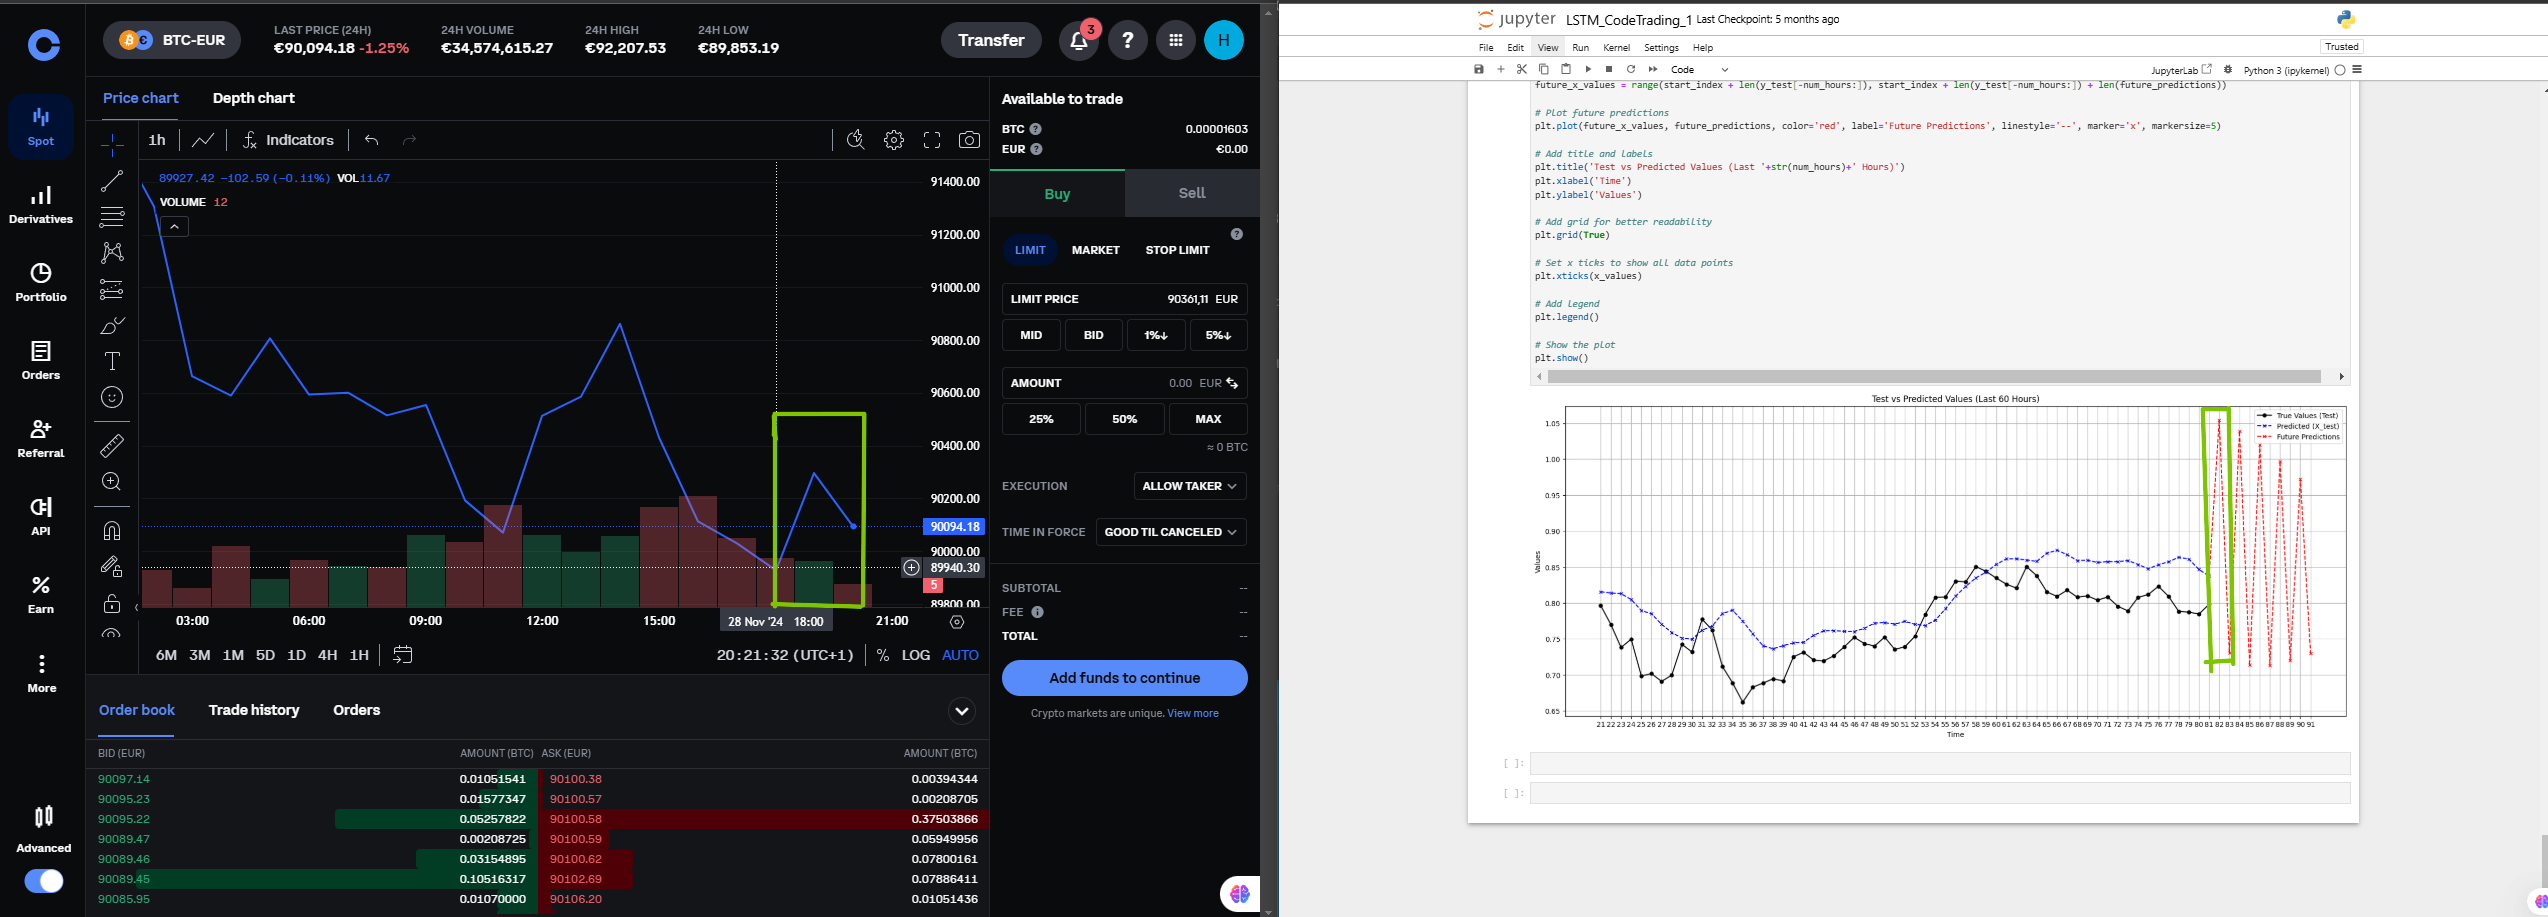 BTC-EUR
LAST PRICE (24H)
€90,094.18 -1.25%
24H VOLUME
€34,574,615.27
24H HIGH
€92,207.53
24H LOW
€89,853.19
Transfer
3
?
H
Spot
Derivatives
Portfolio
Orders
Referral
API
Earn
More
Advanced
Price chart
Depth chart
1h
Indicators
89927.42 −102.59 (−0.11%) VOL 11.67
VOLUME 12
91400.00
91200.00
91000.00
90800.00
90600.00
90400.00
90200.00
90094.18
90000.00
89940.30
5
89800.00
03:00 06:00 09:00 12:00 15:00 28 Nov '24 18:00 21:00
6M 3M 1M 5D 1D 4H 1H
20:21:32 (UTC+1) % LOG AUTO
Order book
Trade history
Orders
BID (EUR) AMOUNT (BTC) ASK (EUR) AMOUNT (BTC)
90097.14 0.01051541 90100.38 0.00394344
90095.23 0.01577347 90100.57 0.00208705
90095.22 0.05257822 90100.58 0.37503866
90089.47 0.00208725 90100.59 0.05949956
90089.46 0.03154895 90100.62 0.07800161
90089.45 0.10516317 90102.69 0.07886411
90085.95 0.01070000 90106.20 0.01051436
Available to trade
BTC ? 0.00001603
EUR ? €0.00
Buy Sell
LIMIT MARKET STOP LIMIT ?
LIMIT PRICE 90361,11 EUR
MID BID 1%↓ 5%↓
AMOUNT 0.00 EUR
25% 50% MAX
≈ 0 BTC
EXECUTION ALLOW TAKER
TIME IN FORCE GOOD TIL CANCELED
SUBTOTAL --
FEE --
TOTAL --
Add funds to continue
Crypto markets are unique. View more
jupyter LSTM_CodeTrading_1 Last Checkpoint: 5 months ago
File Edit View Run Kernel Settings Help
Trusted
Code
JupyterLab Python 3 (ipykernel)
future_x_values = range(start_index + len(y_test[-num_hours:]), start_index + len(y_test[-num_hours:]) + len(future_predictions))
# Plot future predictions
plt.plot(future_x_values, future_predictions, color='red', label='Future Predictions', linestyle='--', marker='x', markersize=5)
# Add title and labels
plt.title('Test vs Predicted Values (Last '+str(num_hours)+' Hours)')
plt.xlabel('Time')
plt.ylabel('Values')
# Add grid for better readability
plt.grid(True)
# Set x ticks to show all data points
plt.xticks(x_values)
# Add legend
plt.legend()
# Show the plot
plt.show()
Test vs Predicted Values (Last 60 Hours)
True Values (Test)
Predicted (X_test)
Future Predictions
1.05
1.00
0.95
0.90
0.85
0.80
0.75
0.70
0.65
Values
21 22 23 24 25 26 27 28 29 30 31 32 33 34 35 36 37 38 39 40 41 42 43 44 45 46 47 48 49 50 51 52 53 54 55 56 57 58 59 60 61 62 63 64 65 66 67 68 69 70 71 72 73 74 75 76 77 78 79 80 81 82 83 84 85 86 87 88 89 90 91
Time
[ ]:
[ ]: